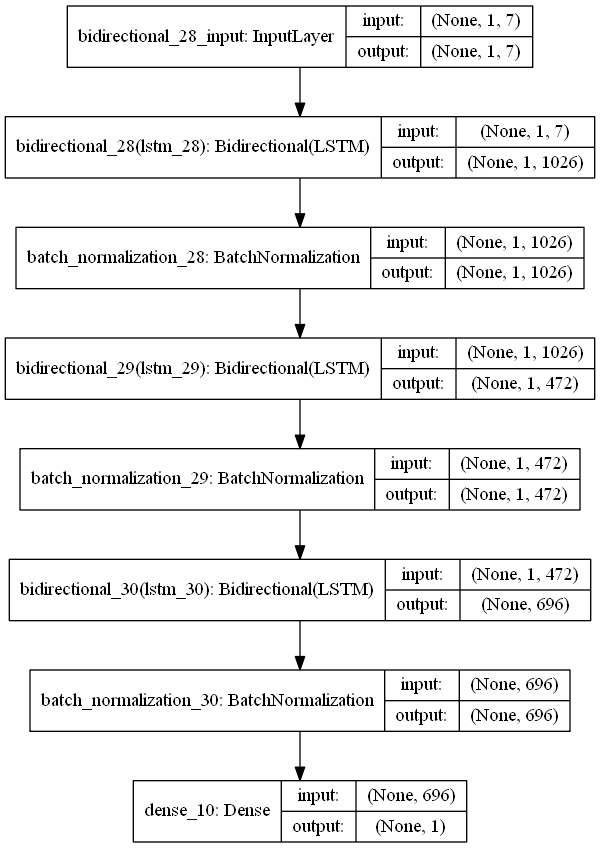 bidirectional_28_input: InputLayer
input: (None, 1, 7)
output: (None, 1, 7)
bidirectional_28(lstm_28): Bidirectional(LSTM)
input: (None, 1, 7)
output: (None, 1, 1026)
batch_normalization_28: BatchNormalization
input: (None, 1, 1026)
output: (None, 1, 1026)
bidirectional_29(lstm_29): Bidirectional(LSTM)
input: (None, 1, 1026)
output: (None, 1, 472)
batch_normalization_29: BatchNormalization
input: (None, 1, 472)
output: (None, 1, 472)
bidirectional_30(lstm_30): Bidirectional(LSTM)
input: (None, 1, 472)
output: (None, 696)
batch_normalization_30: BatchNormalization
input: (None, 696)
output: (None, 696)
dense_10: Dense
input: (None, 696)
output: (None, 1)